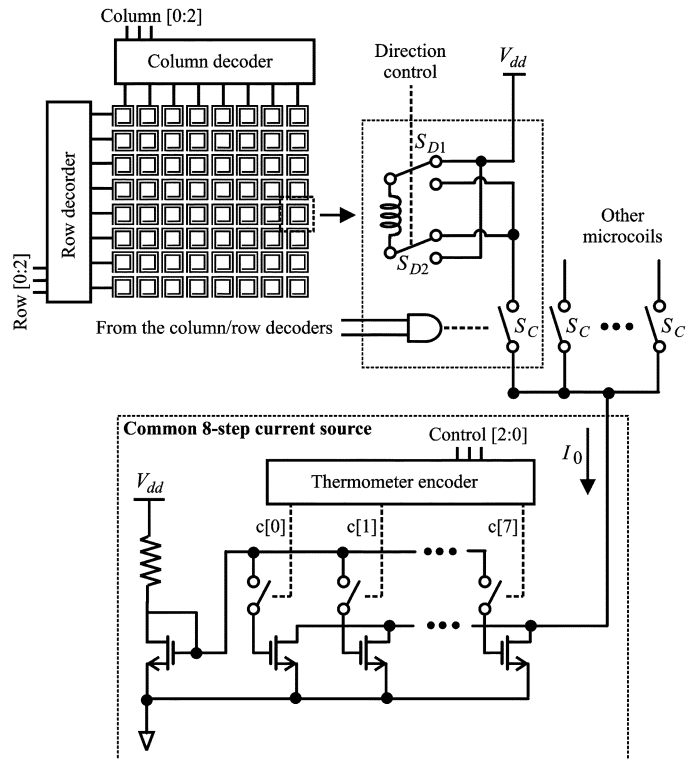 Column [0:2]
Column decoder
Row decorder
Row [0:2]
Direction
control
Vdd
SD1
SD2
Other
microcoils
From the column/row decoders
SC
SC
SC
Common 8-step current source
Control [2:0]
I0
Thermometer encoder
Vdd
c[0]
c[1]
c[7]